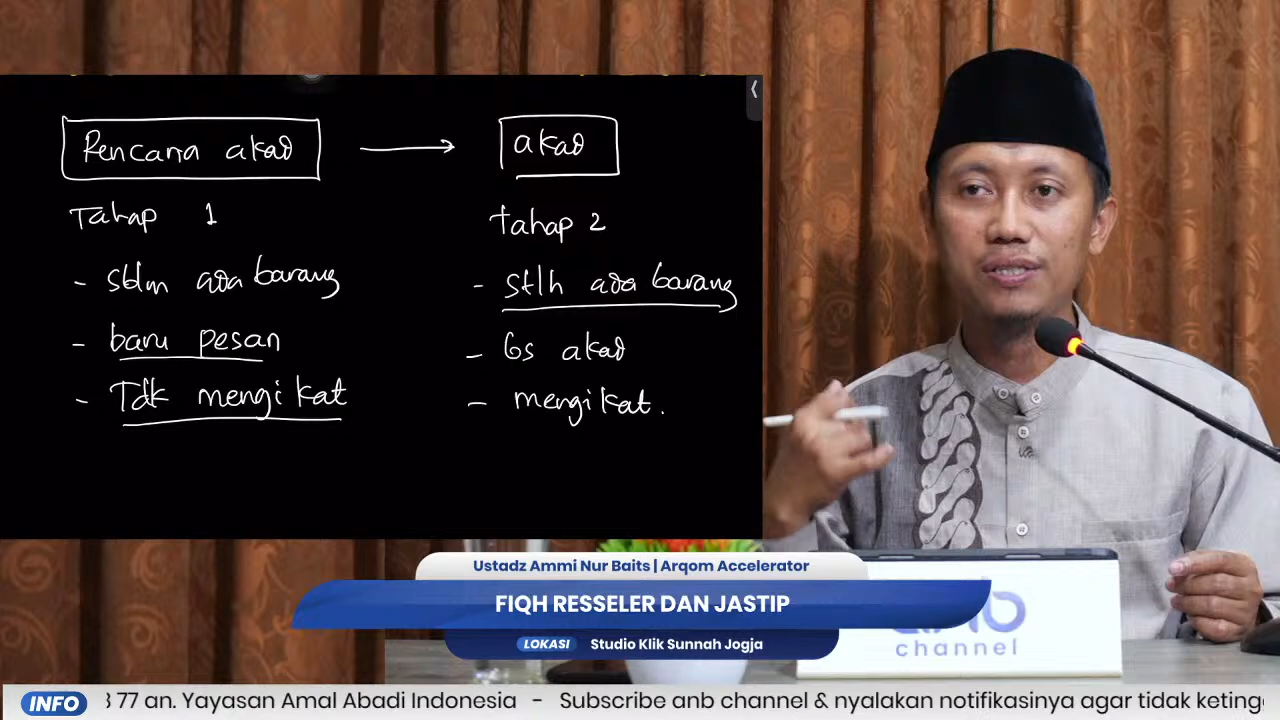 Rencana akad
akad
Tahap 1
- sblm ada barang
- baru pesan
- Tdk mengikat
tahap 2
- stlh ada barang
- bs akad
- mengikat.
Ustadz Ammi Nur Baits | Arqom Accelerator
FIQH RESSELER DAN JASTIP
LOKASI Studio Klik Sunnah Jogja
channel
INFO 77 an. Yayasan Amal Abadi Indonesia - Subscribe anb channel & nyalakan notifikasinya agar tidak keting